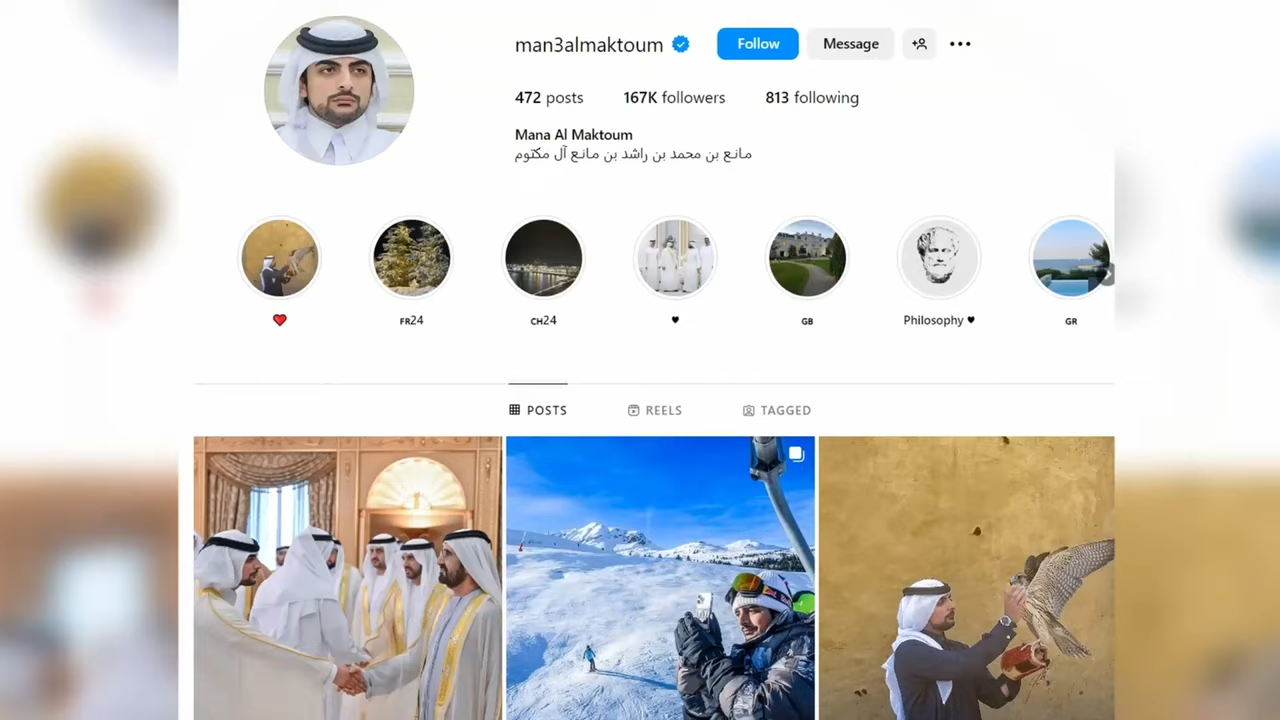 man3almaktoum
Follow
Message
472 posts
167K followers
813 following
Mana Al Maktoum
مانع بن محمد بن راشد بن مانع آل مكتوم
FR24
CH24
GB
Philosophy
GR
POSTS
REELS
TAGGED